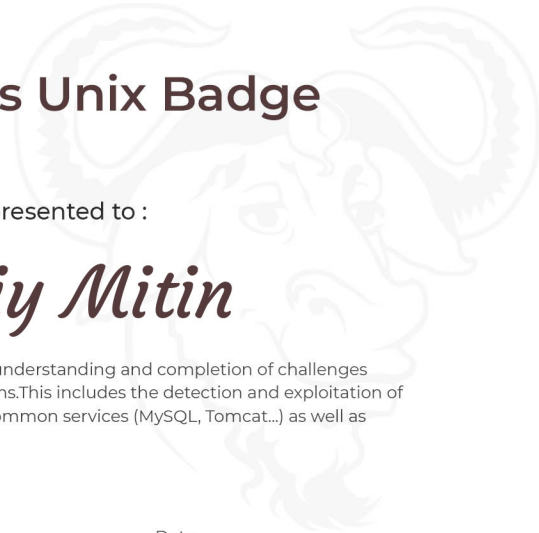 s Unix Badge
resented to :
iy Mitin
understanding and completion of challenges
ns.This includes the detection and exploitation of
ommon services (MySQL, Tomcat...) as well as